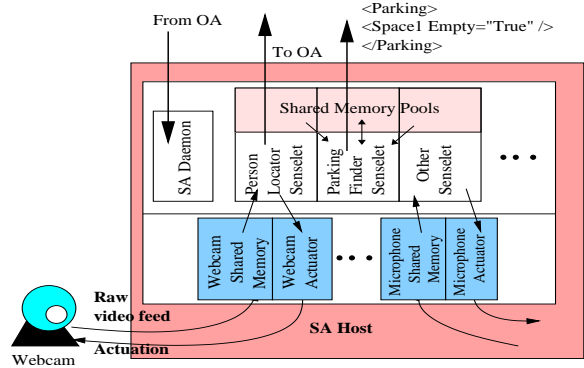 From OA
To OA
<Parking>
<Space1 Empty="True" />
</Parking>
Shared Memory Pools
SA Daemon
Person
Locator
Senselet
Parking
Finder
Senselet
Other
Senselet
Webcam
Shared
Memory
Webcam
Actuator
Microphone
Shared
Memory
Microphone
Actuator
Raw
video feed
Actuation
Webcam
SA Host